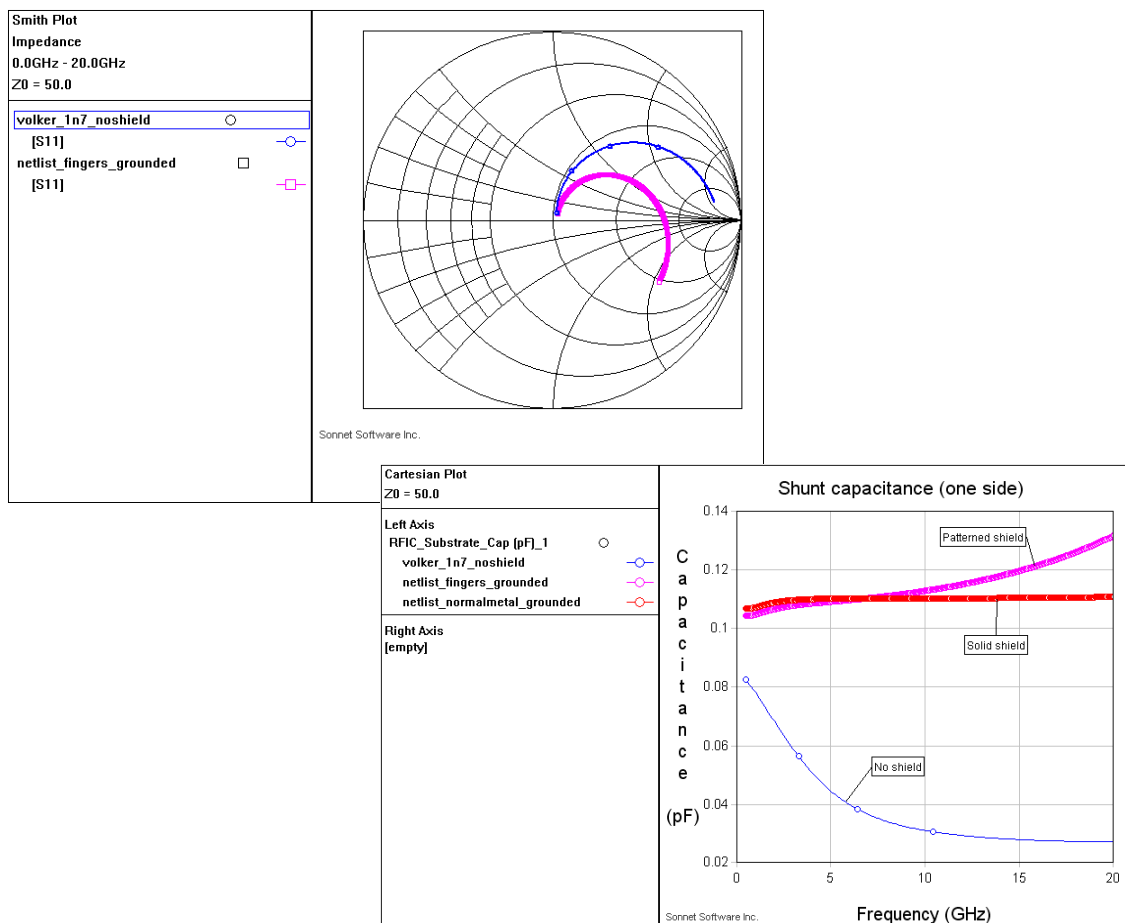 Smith Plot
Impedance
0.0GHz - 20.0GHz
Z0 = 50.0
volker_1n7_noshield
[S11]
netlist_fingers_grounded
[S11]
Sonnet Software Inc.
Cartesian Plot
Z0 = 50.0
Left Axis
RFIC_Substrate_Cap (pF)_1
volker_1n7_noshield
netlist_fingers_grounded
netlist_normalmetal_grounded
Right Axis
[empty]
Shunt capacitance (one side)
Capacitance
(pF)
0.14
0.12
0.1
0.08
0.06
0.04
0.02
Patterned shield
Solid shield
No shield
0
5
10
15
20
Frequency (GHz)
Sonnet Software Inc.